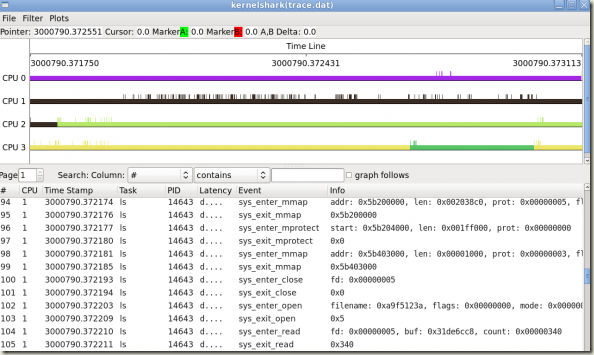 kernelshark(trace.dat)
File Filter Plots
Pointer: 3000790.372551 Cursor: 0.0 MarkerA: 0.0 MarkerB: 0.0 A,B Delta: 0.0
Time Line
3000790.371750 3000790.372431 3000790.373113
CPU 0
CPU 1
CPU 2
CPU 3
Page 1 Search: Column: # contains graph follows
# CPU Time Stamp Task PID Latency Event Info
94 1 3000790.372174 ls 14643 d.... sys_enter_mmap addr: 0x5b200000, len: 0x002038c0, prot: 0x00000005, fl
95 1 3000790.372176 ls 14643 d.... sys_exit_mmap 0x5b200000
96 1 3000790.372178 ls 14643 d.... sys_enter_mprotect start: 0x5b204000, len: 0x001ff000, prot: 0x00000000
97 1 3000790.372180 ls 14643 d.... sys_exit_mprotect 0x0
98 1 3000790.372181 ls 14643 d.... sys_enter_mmap addr: 0x5b403000, len: 0x00001000, prot: 0x00000003, fl
99 1 3000790.372185 ls 14643 d.... sys_exit_mmap 0x5b403000
100 1 3000790.372193 ls 14643 d.... sys_enter_close fd: 0x00000005
101 1 3000790.372194 ls 14643 d.... sys_exit_close 0x0
102 1 3000790.372203 ls 14643 d.... sys_enter_open filename: 0xa9f5123a, flags: 0x00000000, mode: 0x0000
103 1 3000790.372209 ls 14643 d.... sys_exit_open 0x5
104 1 3000790.372210 ls 14643 d.... sys_enter_read fd: 0x00000005, buf: 0x31de6cc8, count: 0x00000340
105 1 3000790.372211 ls 14643 d.... sys_exit_read 0x340